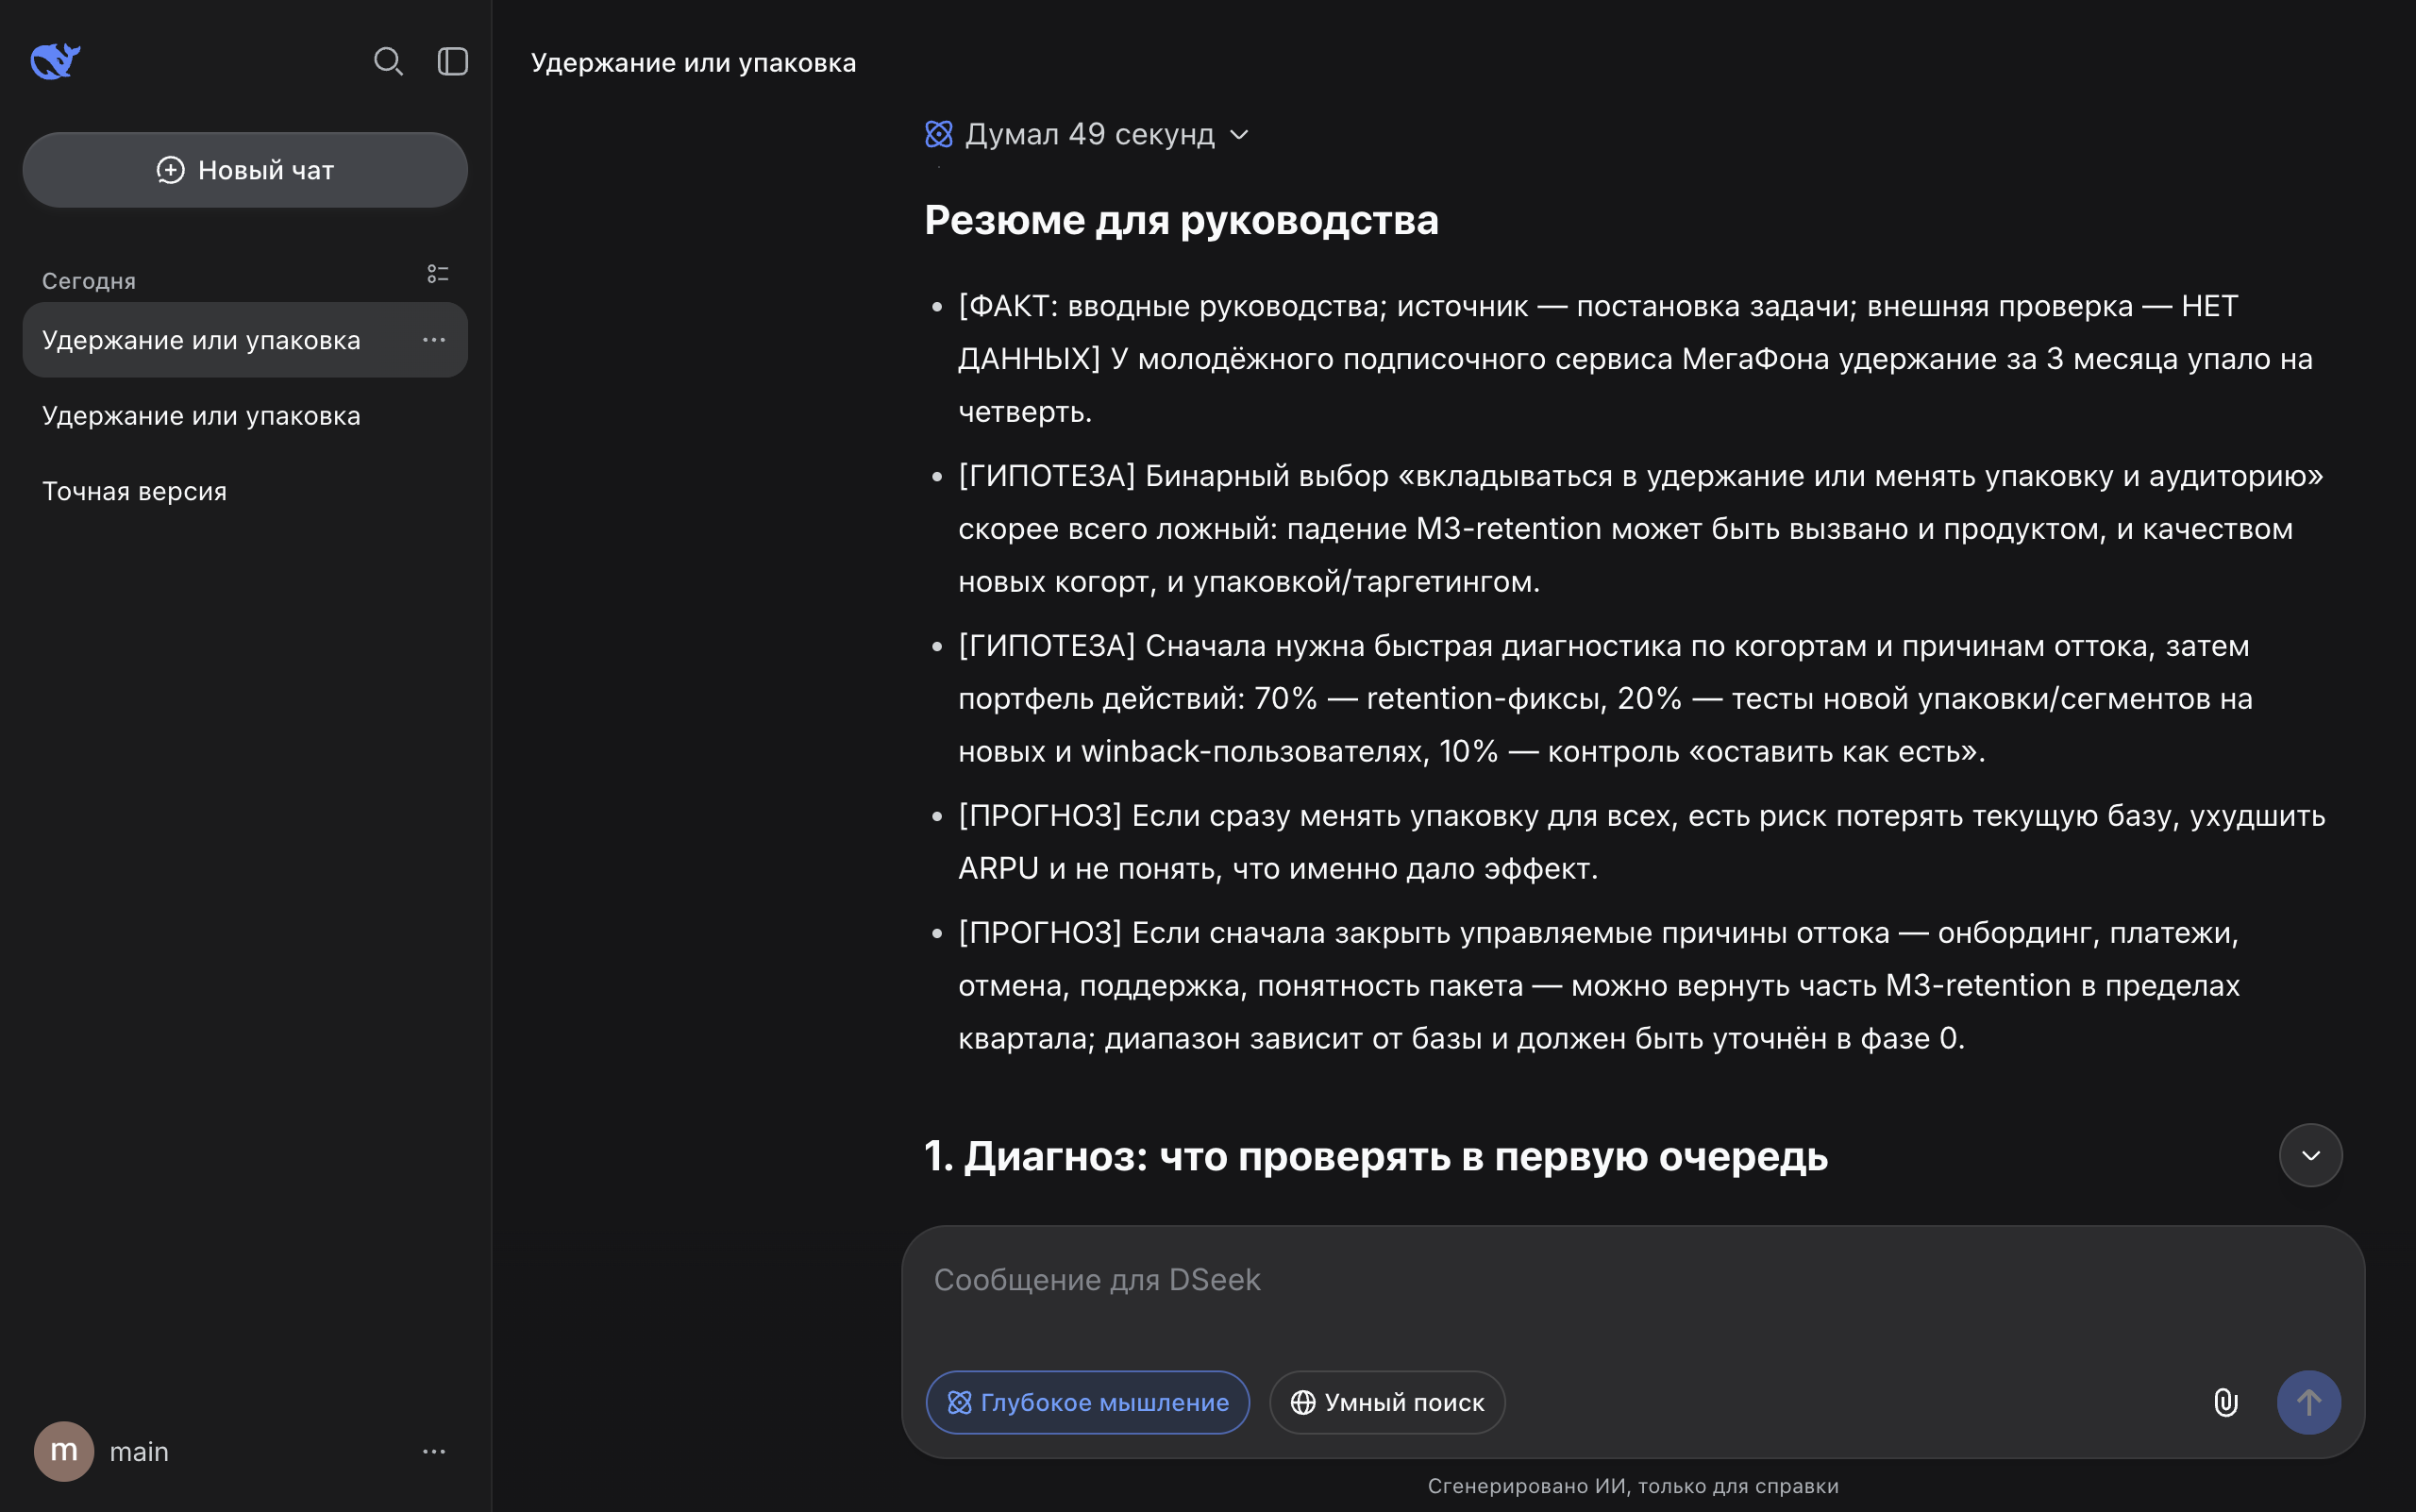 Новый чат
Сегодня
Удержание или упаковка
Удержание или упаковка
Точная версия
m main
Удержание или упаковка
Думал 49 секунд
Резюме для руководства
• [ФАКТ: вводные руководства; источник — постановка задачи; внешняя проверка — НЕТ
ДАННЫХ] У молодёжного подписочного сервиса МегаФона удержание за 3 месяца упало на
четверть.
• [ГИПОТЕЗА] Бинарный выбор «вкладываться в удержание или менять упаковку и аудиторию»
скорее всего ложный: падение M3-retention может быть вызвано и продуктом, и качеством
новых когорт, и упаковкой/таргетингом.
• [ГИПОТЕЗА] Сначала нужна быстрая диагностика по когортам и причинам оттока, затем
портфель действий: 70% — retention-фиксы, 20% — тесты новой упаковки/сегментов на
новых и winback-пользователях, 10% — контроль «оставить как есть».
• [ПРОГНОЗ] Если сразу менять упаковку для всех, есть риск потерять текущую базу, ухудшить
ARPU и не понять, что именно дало эффект.
• [ПРОГНОЗ] Если сначала закрыть управляемые причины оттока — онбординг, платежи,
отмена, поддержка, понятность пакета — можно вернуть часть M3-retention в пределах
квартала; диапазон зависит от базы и должен быть уточнён в фазе 0.
1. Диагноз: что проверять в первую очередь
Сообщение для DSeek
Глубокое мышление
Умный поиск
Сгенерировано ИИ, только для справки